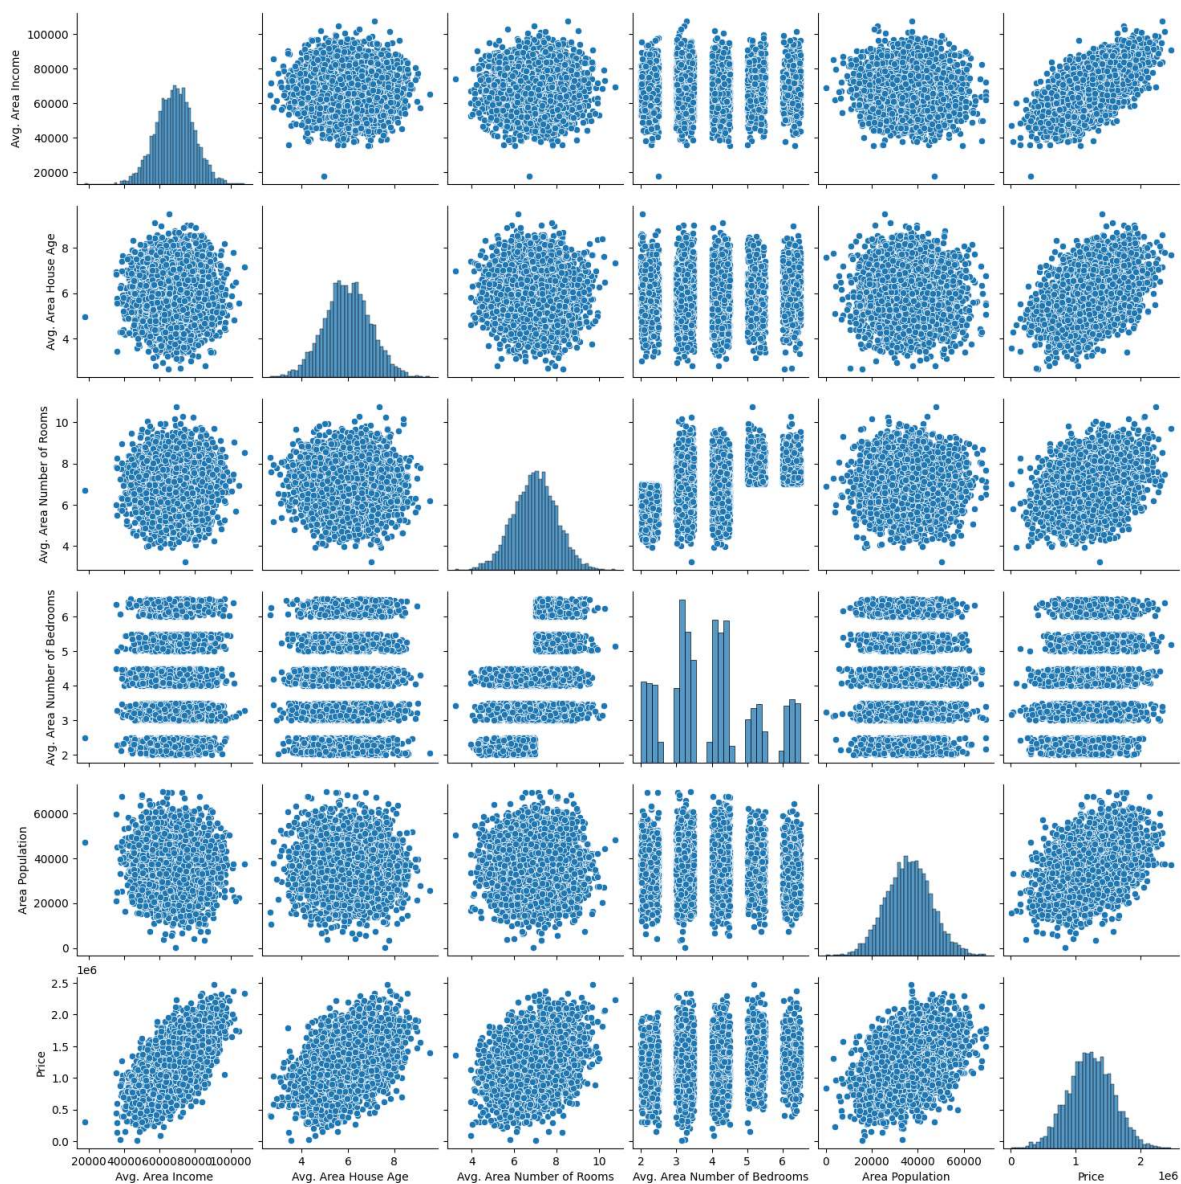 100000
80000
60000
40000
20000
Avg. Area Income
8
6
4
Avg. Area House Age
10
8
6
4
Avg. Area Number of Rooms
6
5
4
3
2
Avg. Area Number of Bedrooms
60000
40000
20000
0
Area Population
1e6
2.5
2.0
1.5
1.0
0.5
0.0
Price
20000 40000 60000 80000 100000
Avg. Area Income
4 6 8
Avg. Area House Age
4 6 8 10
Avg. Area Number of Rooms
2 3 4 5 6
Avg. Area Number of Bedrooms
0 20000 40000 60000
Area Population
0 1 2
1e6
Price